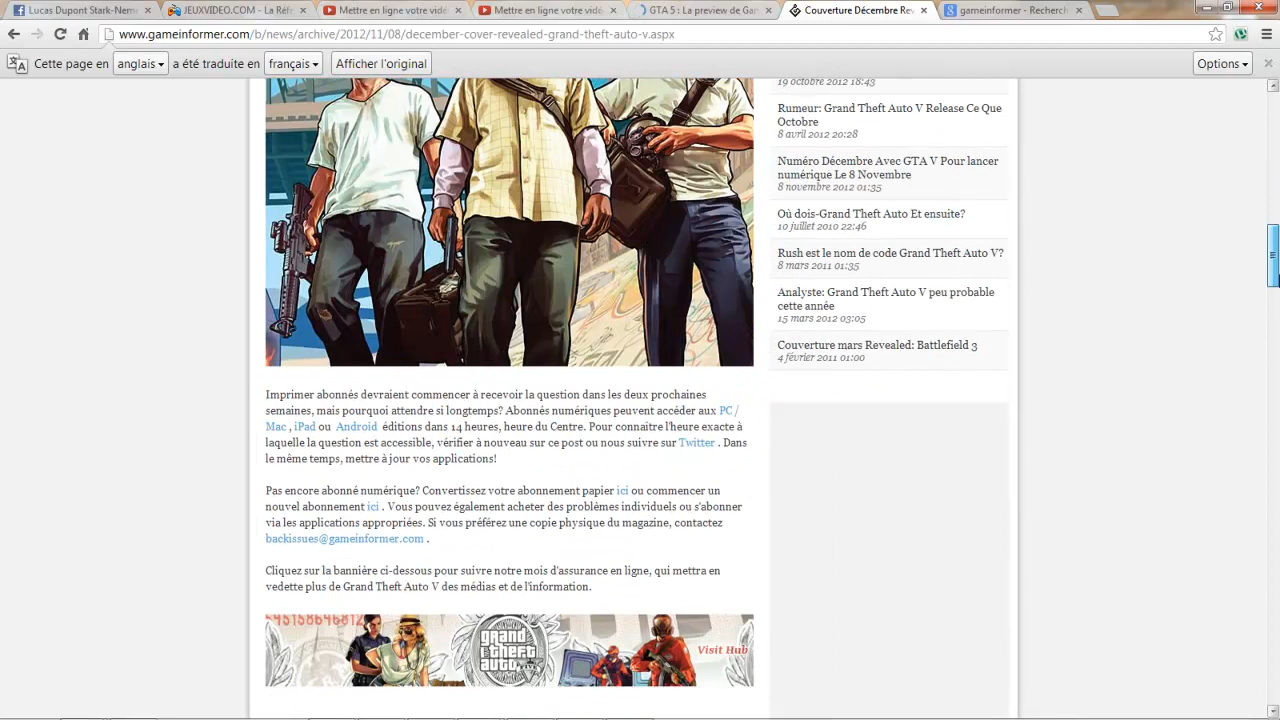 Lucas Dupont Stark-Neme
JEUXVIDEO.COM - La Réfé
Mettre en ligne votre vidé
Mettre en ligne votre vidé
GTA 5 : La preview de Gam
Couverture Décembre Rev
gameinformer - Recherch
www.gameinformer.com/b/news/archive/2012/11/08/december-cover-revealed-grand-theft-auto-v.aspx
Cette page en anglais a été traduite en français Afficher l'original Options
19 octobre 2012 18:43
Rumeur: Grand Theft Auto V Release Ce Que
Octobre
8 avril 2012 20:28
Numéro Décembre Avec GTA V Pour lancer
numérique Le 8 Novembre
8 novembre 2012 01:35
Où dois-Grand Theft Auto Et ensuite?
10 juillet 2010 22:46
Rush est le nom de code Grand Theft Auto V?
8 mars 2011 01:35
Analyste: Grand Theft Auto V peu probable
cette année
15 mars 2012 03:05
Couverture mars Revealed: Battlefield 3
4 février 2011 01:00
Imprimer abonnés devraient commencer à recevoir la question dans les deux prochaines
semaines, mais pourquoi attendre si longtemps? Abonnés numériques peuvent accéder aux PC /
Mac , iPad ou Android éditions dans 14 heures, heure du Centre. Pour connaître l'heure exacte à
laquelle la question est accessible, vérifier à nouveau sur ce post ou nous suivre sur Twitter . Dans
le même temps, mettre à jour vos applications!
Pas encore abonné numérique? Convertissez votre abonnement papier ici ou commencer un
nouvel abonnement ici . Vous pouvez également acheter des problèmes individuels ou s'abonner
via les applications appropriées. Si vous préférez une copie physique du magazine, contactez
backissues@gameinformer.com .
Cliquez sur la bannière ci-dessous pour suivre notre mois d'assurance en ligne, qui mettra en
vedette plus de Grand Theft Auto V des médias et de l'information.
grand
theft
auto
Visit Hub